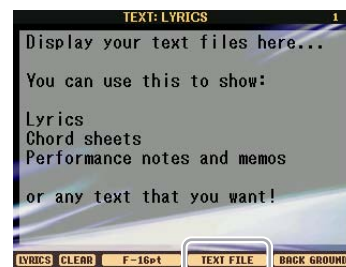 TEXT: LYRICS 1
Display your text files here...
You can use this to show:
Lyrics
Chord sheets
Performance notes and memos
or any text that you want!
LYRICS CLEAR F-16pt TEXT FILE BACK GROUND